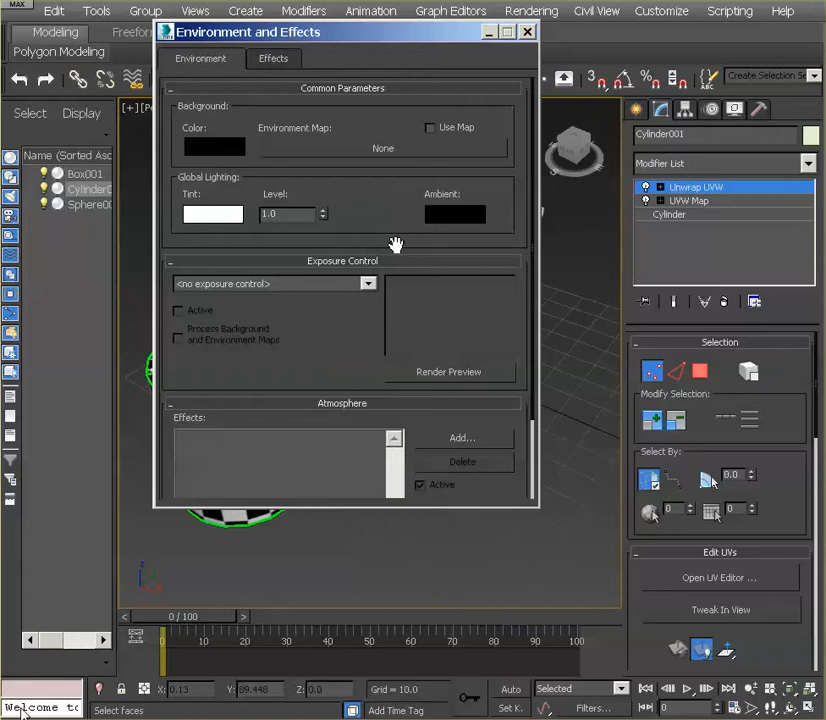 MAX
Edit Tools Group Views Create Modifiers Animation Graph Editors Rendering Civil View Customize Scripting Help
Modeling Freeform
Polygon Modeling
Environment and Effects
Environment Effects
Common Parameters
Background:
Color: Environment Map: Use Map
None
Global Lighting:
Tint: Level: Ambient:
1.0
Exposure Control
<no exposure control>
Active
Process Background
and Environment Maps
Render Preview
Atmosphere
Effects:
Add...
Delete
Active
Create Selection Se
Select Display
Name (Sorted Asc
Box001
Cylinder0
Sphere00
Cylinder001
Modifier List
Unwrap UVW
UVW Map
Cylinder
Selection
Modify Selection:
Select By:
0.0
0 0
Edit UVs
Open UV Editor ...
Tweak In View
< 0 / 100 >
0 10 20 30 40 50 60 70 80 90 100
X: 0.13 Y: 89.448 Z: 0.0 Grid = 10.0 Auto Selected
Welcome to Select faces Add Time Tag Set K. Filters... 0